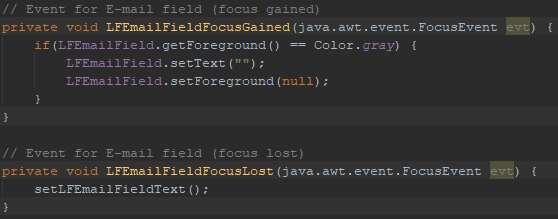 // Event for E-mail field (focus gained)
private void LFEmailFieldFocusGained(java.awt.event.FocusEvent evt) {
    if(LFEmailField.getForeground() == Color.gray) {
        LFEmailField.setText("");
        LFEmailField.setForeground(null);
    }
}
// Event for E-mail field (focus lost)
private void LFEmailFieldFocusLost(java.awt.event.FocusEvent evt) {
    setLFEmailFieldText();
}